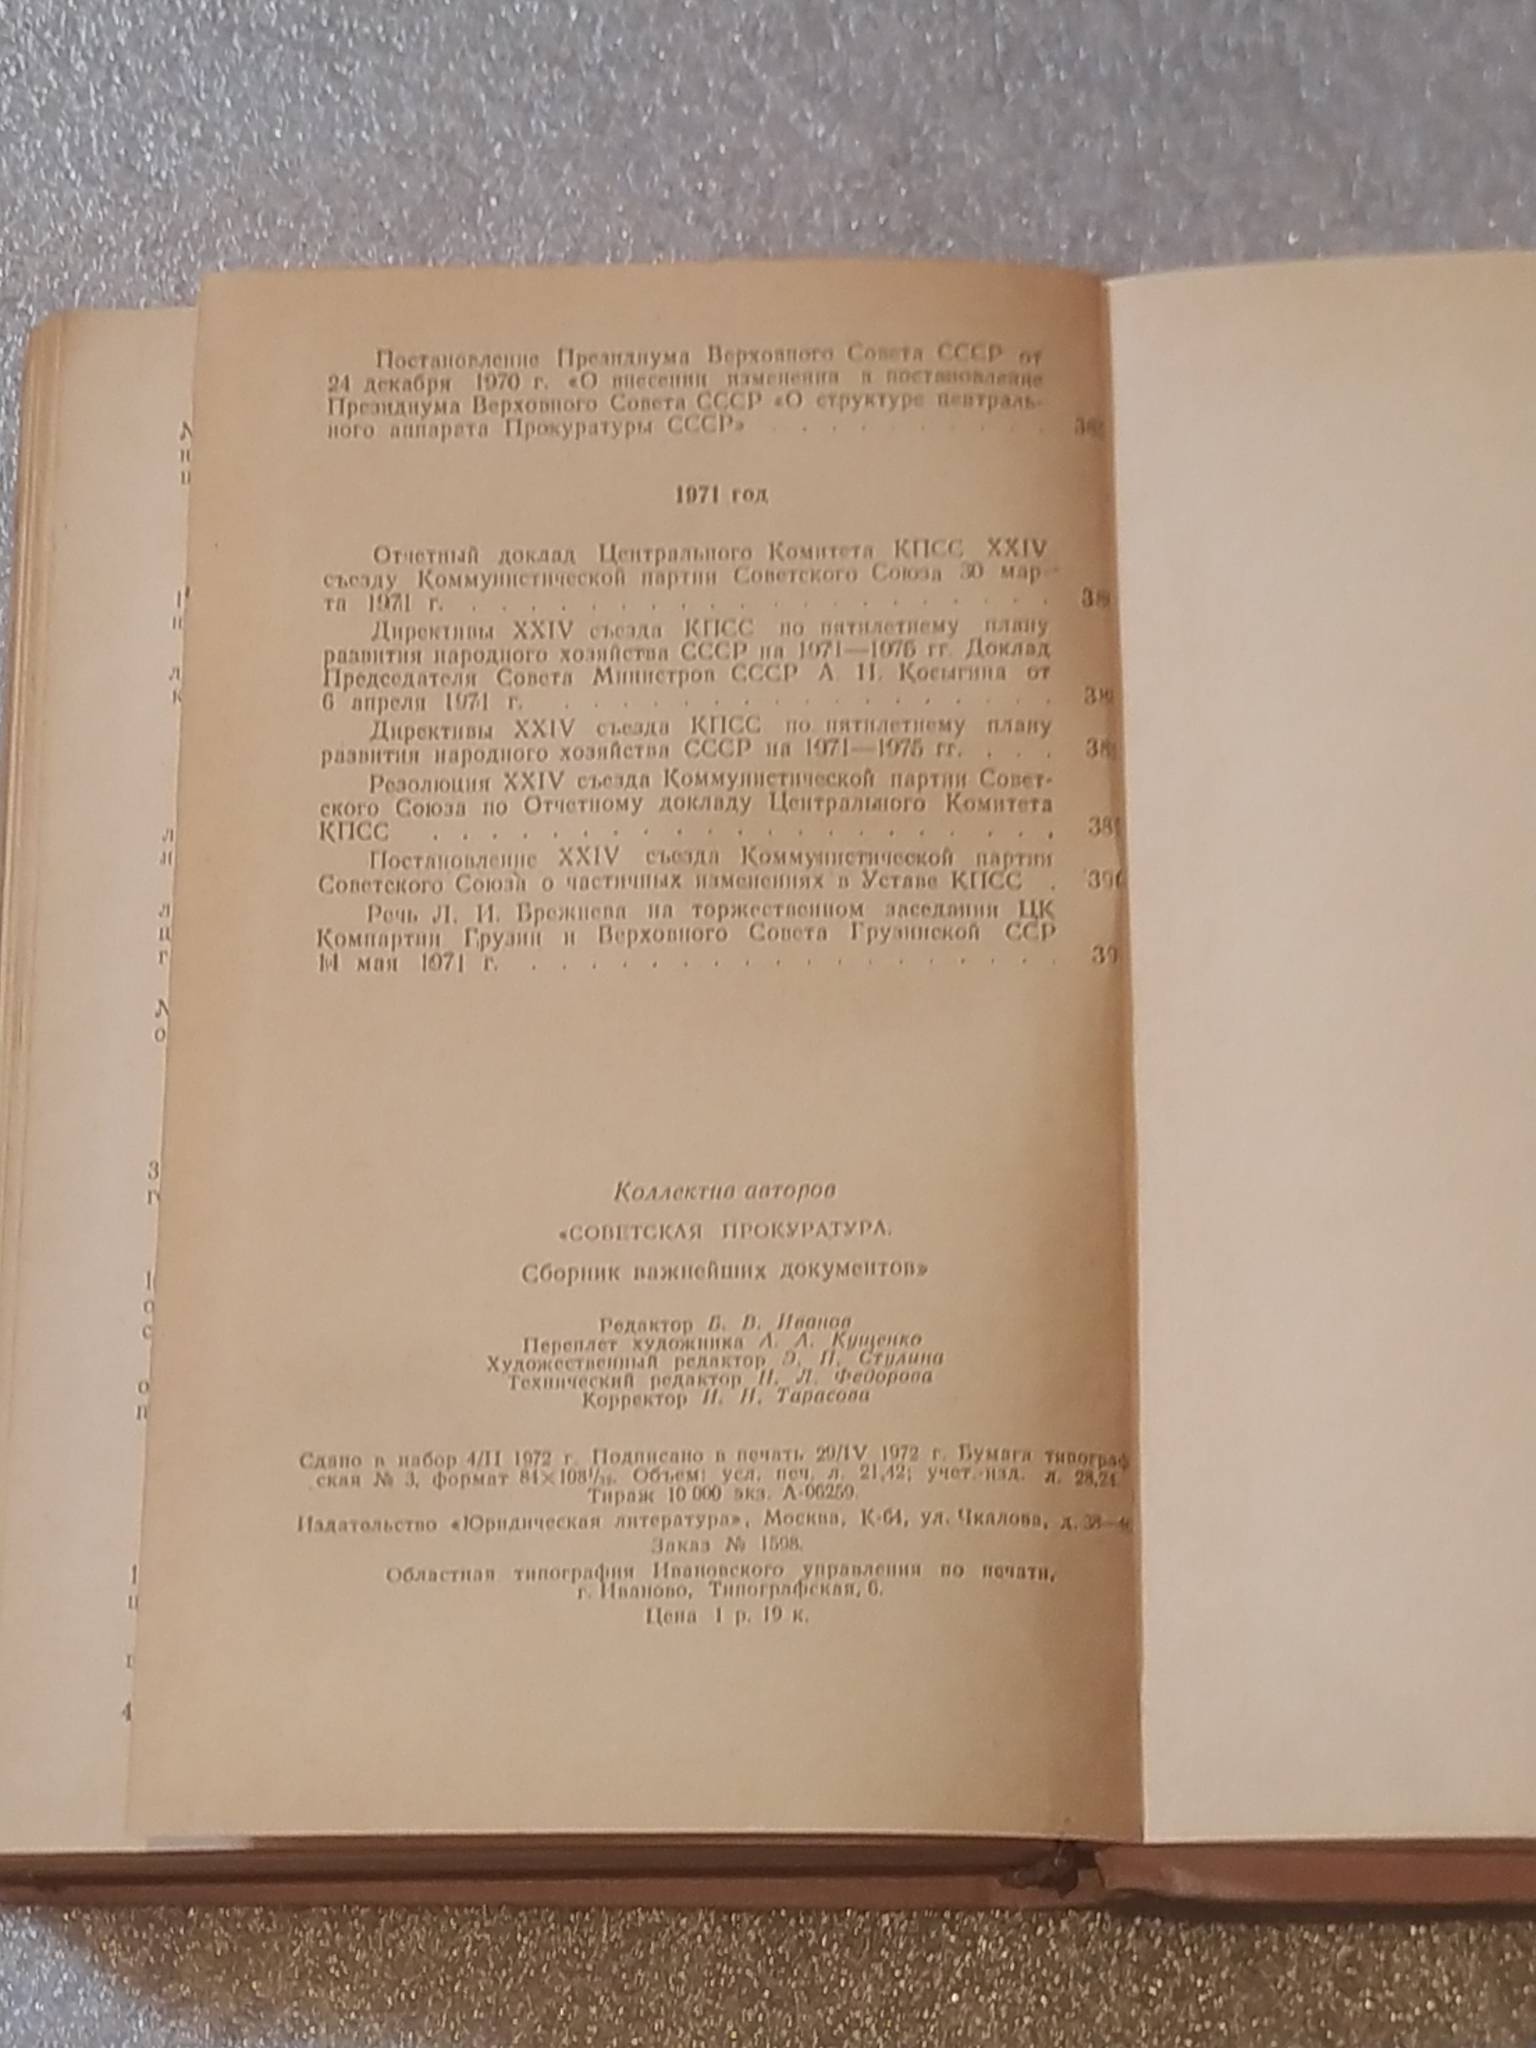 Постановление Президиума Верховного Совета СССР от
24 декабря 1970 г. «О внесении изменения в постановление
Президиума Верховного Совета СССР «О структуре централь-
ного аппарата Прокуратуры СССР» . . . . . . . . . .
1971 год
Отчетный доклад Центрального Комитета КПСС XXIV
съезду Коммунистической партии Советского Союза 30 мар-
та 1971 г. . . . . . . . . . . . . . . . . . .
Директивы XXIV съезда КПСС по пятилетнему плану
развития народного хозяйства СССР на 1971—1975 гг. Доклад
Председателя Совета Министров СССР А. Н. Косыгина от
6 апреля 1971 г. . . . . . . . . . . . . . . .
Директивы XXIV съезда КПСС по пятилетнему плану
развития народного хозяйства СССР на 1971—1975 гг. . . . .
Резолюция XXIV съезда Коммунистической партии Совет-
ского Союза по Отчетному докладу Центрального Комитета
КПСС . . . . . . . . . . . . . . . . . .
Постановление XXIV съезда Коммунистической партии
Советского Союза о частичных изменениях в Уставе КПСС .
Речь Л. И. Брежнева на торжественном заседании ЦК
Компартии Грузии и Верховного Совета Грузинской ССР
14 мая 1971 г. . . . . . . . . . . . . . . . .
Коллектив авторов
«СОВЕТСКАЯ ПРОКУРАТУРА.
Сборник важнейших документов»
Редактор Б. В. Иванов
Переплет художника А. А. Кущенко
Художественный редактор Э. П. Стулина
Технический редактор Н. Л. Федорова
Корректор И. Н. Тарасова
Сдано в набор 4/II 1972 г. Подписано в печать 29/IV 1972 г. Бумага типограф
ская № 3, формат 84×108¹/₃₂. Объем: усл. печ. л. 21,42; учет.-изд. л. 28,24.
Тираж 10 000 экз. А-06259.
Издательство «Юридическая литература», Москва, К-64, ул. Чкалова, д. 38—
Заказ № 1598.
Областная типография Ивановского управления по печати,
г. Иваново, Типографская, 6.
Цена 1 р. 19 к.